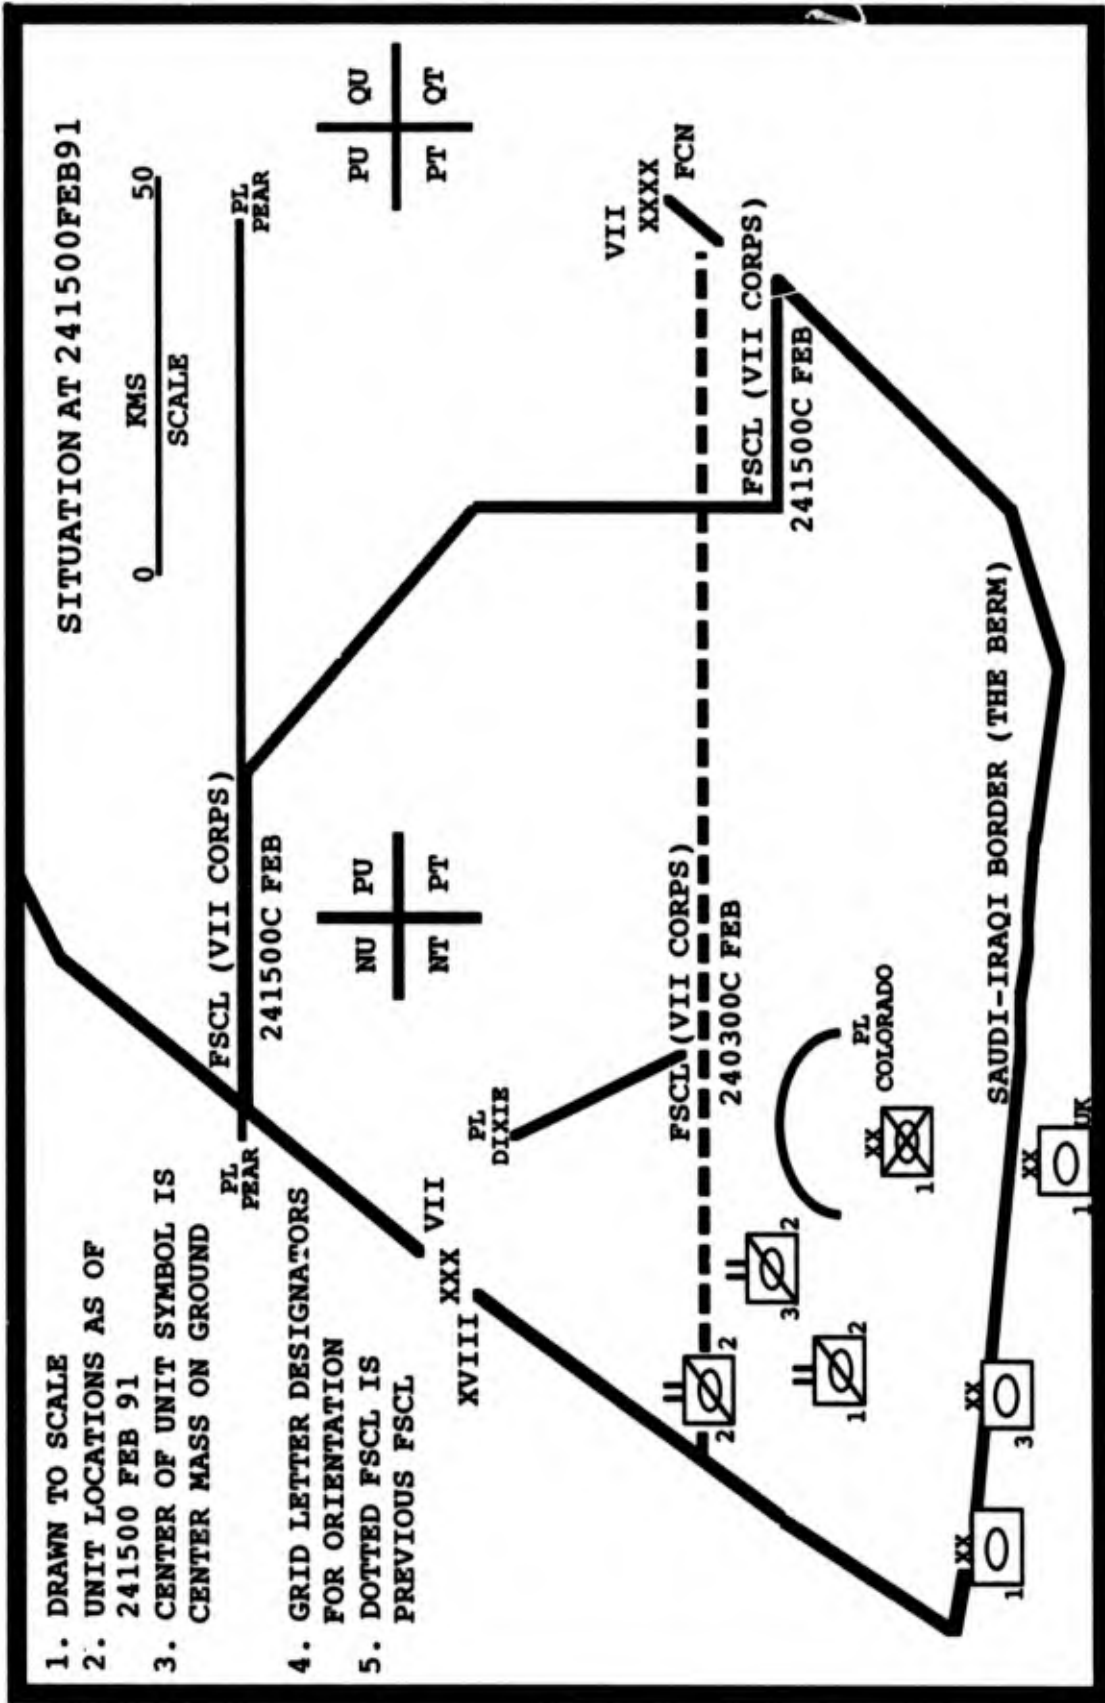 SITUATION AT 241500FEB91
1. DRAWN TO SCALE
2. UNIT LOCATIONS AS OF
241500 FEB 91
3. CENTER OF UNIT SYMBOL IS
CENTER MASS ON GROUND
4. GRID LETTER DESIGNATORS
FOR ORIENTATION
5. DOTTED FSCL IS
PREVIOUS FSCL
0 KMS 50
SCALE
PL
PEAR
FSCL (VII CORPS)
241500C FEB
PL
PEAR
NU PU
NT PT
PU QU
PT QT
VII
XXX
XVIII
PL
DIXIE
VII
XXXX
FCN
FSCL (VII CORPS)
240300C FEB
FSCL (VII CORPS)
241500C FEB
2 2
3 2
1 2
PL
COLORADO
XX
1
SAUDI-IRAQI BORDER (THE BERM)
XX
1
XX
3
XX
1 UK